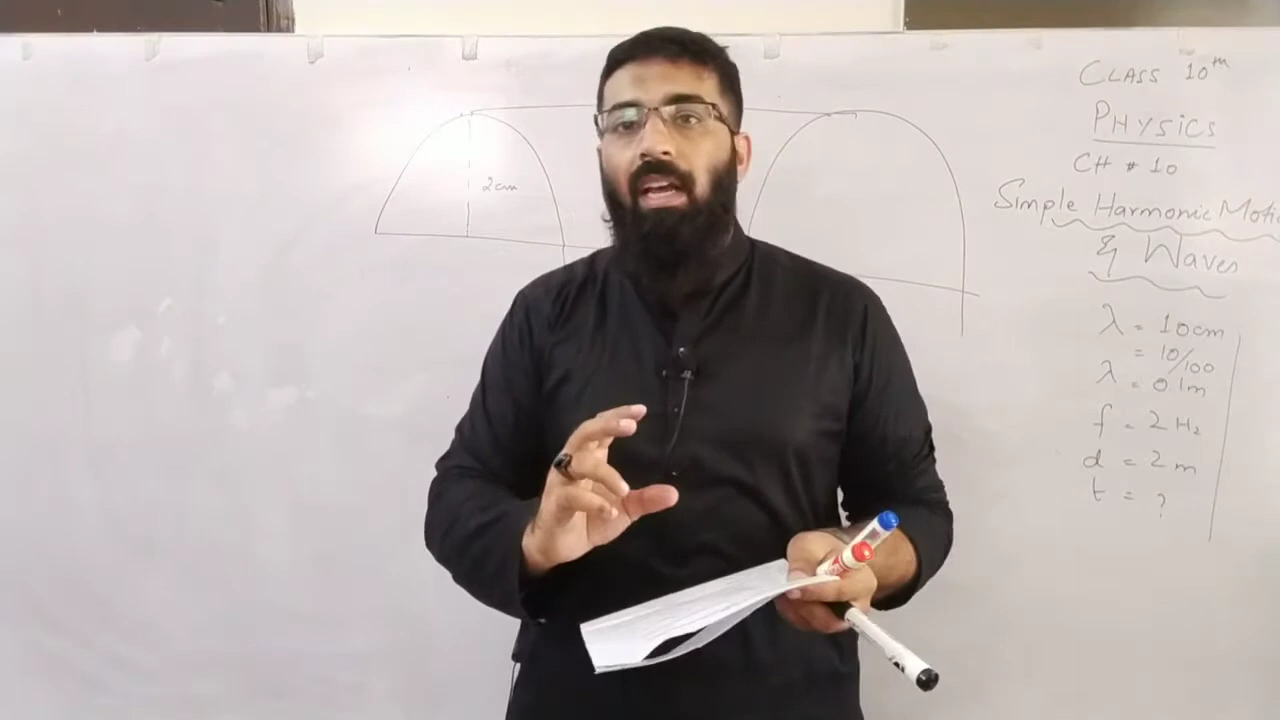 2cm
CLASS 10th
PHYSICS
CH # 10
Simple Harmonic Moti
& Waves
λ = 10cm
= 10/100
λ = 0.1m
f = 2 Hz
d = 2 m
t = ?